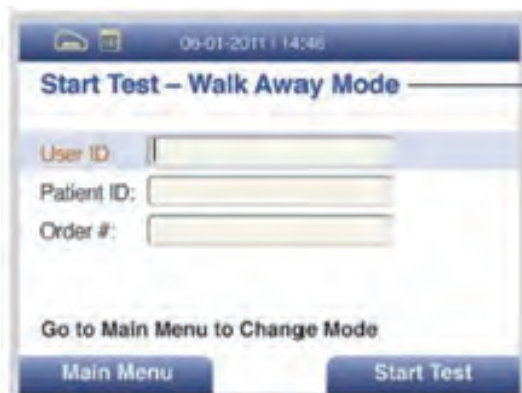 06-01-2011 | 14:46
Start Test – Walk Away Mode
User ID:
Patient ID:
Order #:
Go to Main Menu to Change Mode
Main Menu
Start Test